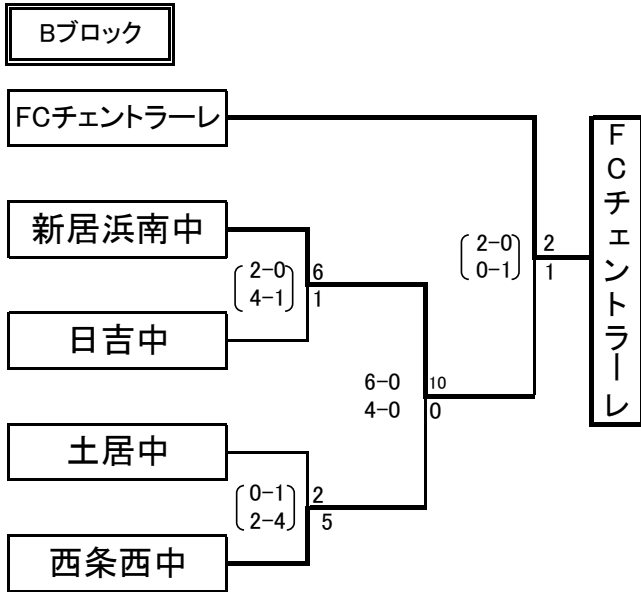 Bブロック
FCチェントラーレ
新居浜南中
日吉中
土居中
西条西中
2-0
4-1
6
1
0-1
2-4
2
5
6-0
4-0
10
0
2-0
0-1
2
1
FCチェントラーレ